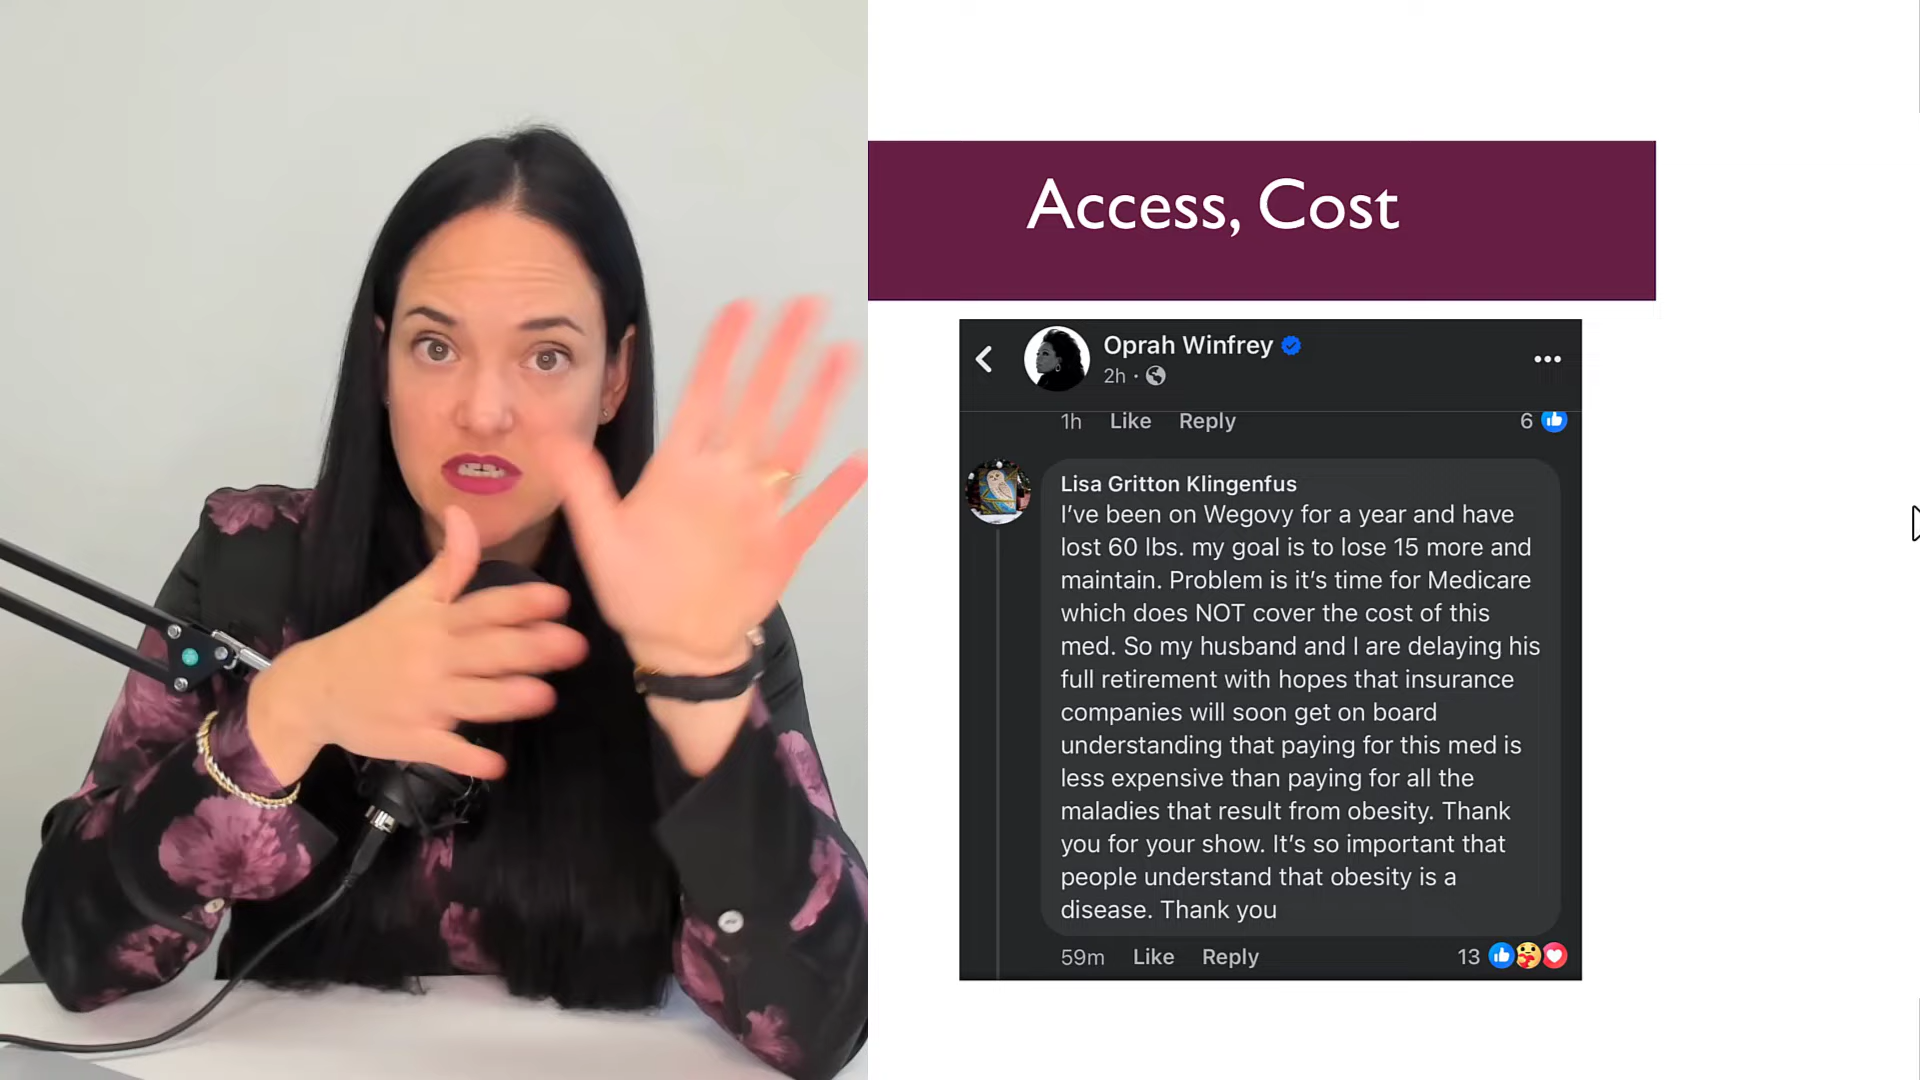 Access, Cost
Oprah Winfrey
2h ·
1h Like Reply 6
Lisa Gritton Klingenfus
I’ve been on Wegovy for a year and have
lost 60 lbs. my goal is to lose 15 more and
maintain. Problem is it’s time for Medicare
which does NOT cover the cost of this
med. So my husband and I are delaying his
full retirement with hopes that insurance
companies will soon get on board
understanding that paying for this med is
less expensive than paying for all the
maladies that result from obesity. Thank
you for your show. It’s so important that
people understand that obesity is a
disease. Thank you
59m Like Reply 13